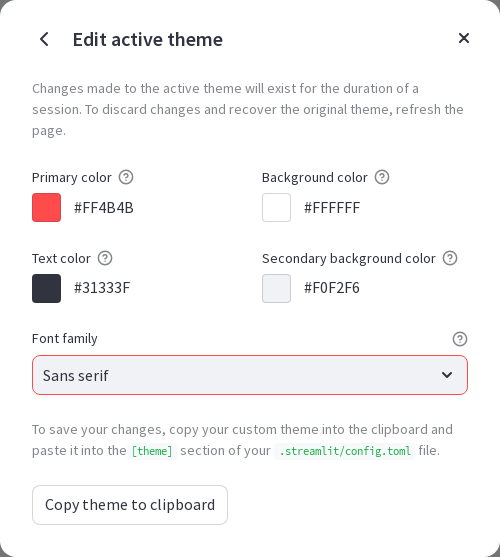 Edit active theme
Changes made to the active theme will exist for the duration of a
session. To discard changes and recover the original theme, refresh the
page.
Primary color
Background color
#FF4B4B
#FFFFFF
Text color
Secondary background color
#31333F
#F0F2F6
Font family
Sans serif
To save your changes, copy your custom theme into the clipboard and
paste it into the [theme] section of your .streamlit/config.toml file.
Copy theme to clipboard